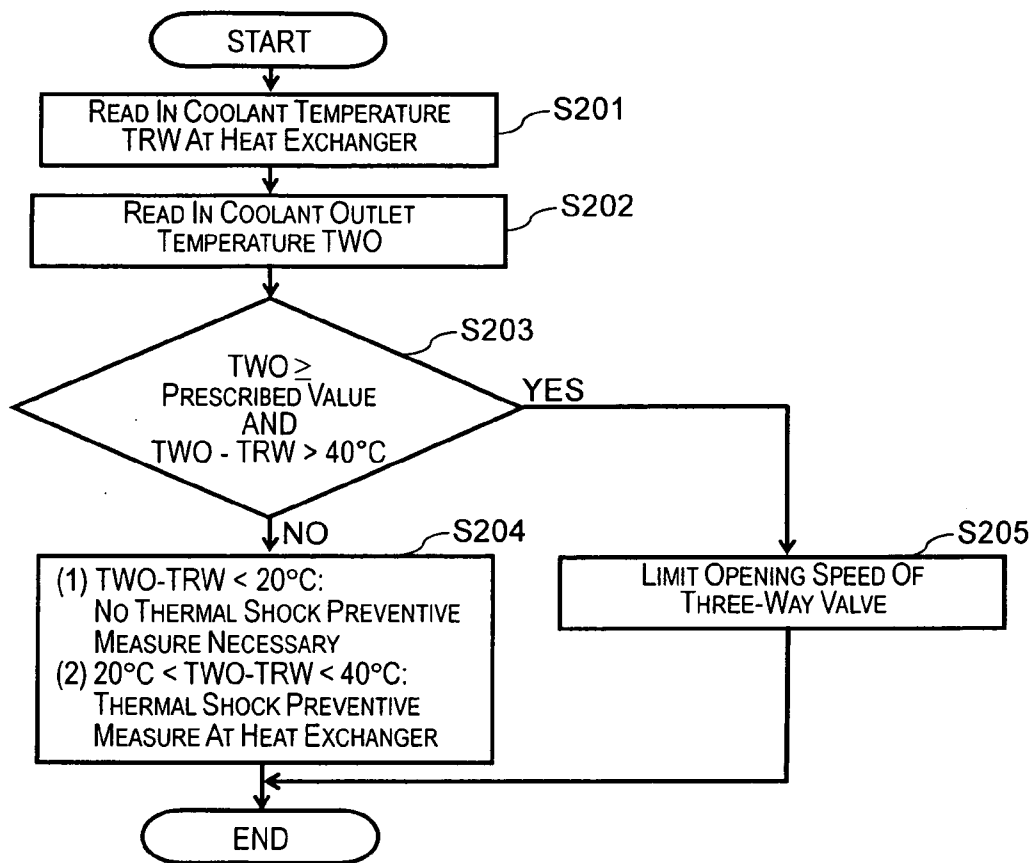 START
READ IN COOLANT TEMPERATURE
TRW AT HEAT EXCHANGER
S201
READ IN COOLANT OUTLET
TEMPERATURE TWO
S202
S203
TWO ≥
PRESCRIBED VALUE
AND
TWO - TRW > 40°C
YES
NO
S204
(1) TWO-TRW < 20°C:
NO THERMAL SHOCK PREVENTIVE
MEASURE NECESSARY
(2) 20°C < TWO-TRW < 40°C:
THERMAL SHOCK PREVENTIVE
MEASURE AT HEAT EXCHANGER
S205
LIMIT OPENING SPEED OF
THREE-WAY VALVE
END